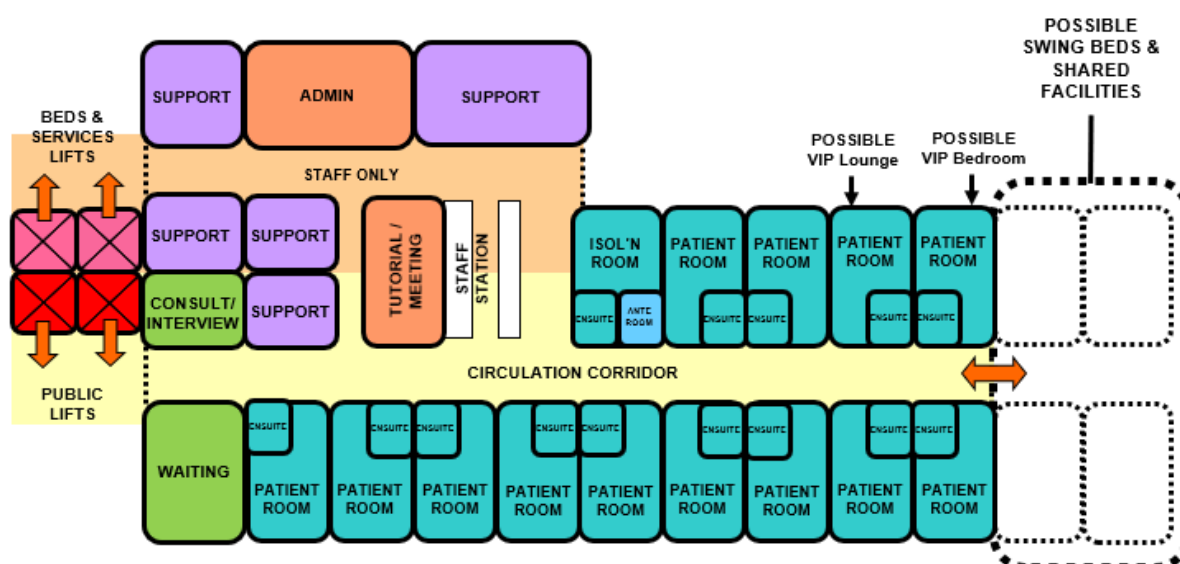 POSSIBLE
SWING BEDS &
SHARED
FACILITIES
SUPPORT
ADMIN
SUPPORT
BEDS &
SERVICES
LIFTS
POSSIBLE
VIP Lounge
POSSIBLE
VIP Bedroom
STAFF ONLY
SUPPORT
SUPPORT
TUTORIAL /
MEETING
STAFF
STATION
ISOL'N
ROOM
PATIENT
ROOM
PATIENT
ROOM
PATIENT
ROOM
PATIENT
ROOM
CONSULT/
INTERVIEW
SUPPORT
ENSUITE
ANTE
ROOM
ENSUITE
ENSUITE
ENSUITE
ENSUITE
CIRCULATION CORRIDOR
PUBLIC
LIFTS
WAITING
ENSUITE
ENSUITE
ENSUITE
ENSUITE
ENSUITE
ENSUITE
ENSUITE
ENSUITE
ENSUITE
PATIENT
ROOM
PATIENT
ROOM
PATIENT
ROOM
PATIENT
ROOM
PATIENT
ROOM
PATIENT
ROOM
PATIENT
ROOM
PATIENT
ROOM
PATIENT
ROOM